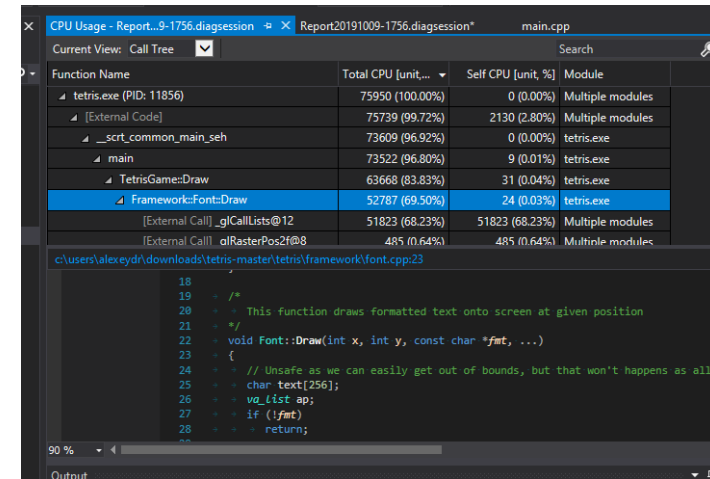 CPU Usage - Report...9-1756.diagsession Report20191009-1756.diagsession* main.cpp
Current View: Call Tree Search
Function Name Total CPU [unit,... Self CPU [unit, %] Module
tetris.exe (PID: 11856) 75950 (100.00%) 0 (0.00%) Multiple modules
[External Code] 75739 (99.72%) 2130 (2.80%) Multiple modules
__scrt_common_main_seh 73609 (96.92%) 0 (0.00%) tetris.exe
main 73522 (96.80%) 9 (0.01%) tetris.exe
TetrisGame::Draw 63668 (83.83%) 31 (0.04%) tetris.exe
Framework::Font::Draw 52787 (69.50%) 24 (0.03%) tetris.exe
[External Call] _glCallLists@12 51823 (68.23%) 51823 (68.23%) Multiple modules
[External Call] _glRasterPos2f@8 485 (0.64%) 485 (0.64%) Multiple modules
c:\users\alexeydr\downloads\tetris-master\tetris\framework\font.cpp:23
18
19 /*
20 This function draws formatted text onto screen at given position
21 */
22 void Font::Draw(int x, int y, const char *fmt, ...)
23 {
24 // Unsafe as we can easily get out of bounds, but that won't happens as all
25 char text[256];
26 va_list ap;
27 if (!fmt)
28 return;
90 %
Output